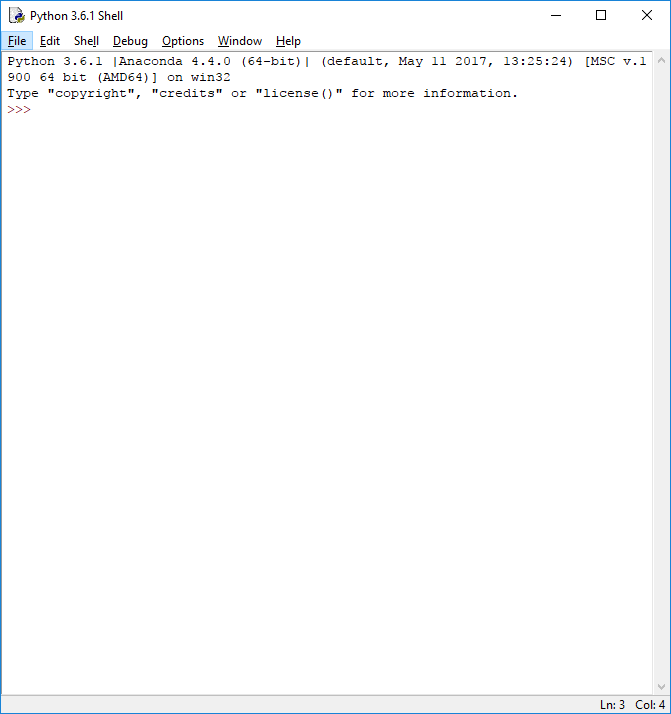 Python 3.6.1 Shell
File Edit Shell Debug Options Window Help
Python 3.6.1 |Anaconda 4.4.0 (64-bit)| (default, May 11 2017, 13:25:24) [MSC v.1
900 64 bit (AMD64)] on win32
Type "copyright", "credits" or "license()" for more information.
>>>
Ln: 3 Col: 4